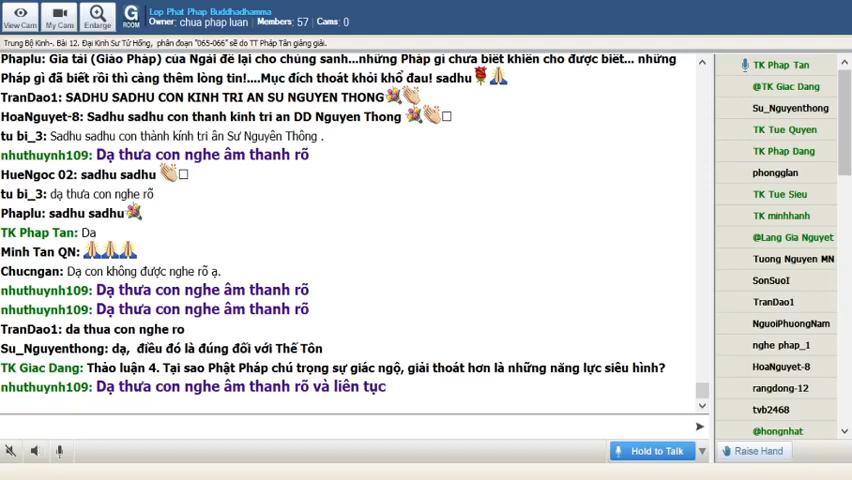 View Cam
My Cam
Enlarge
G
ROOM
Lop Phat Phap Buddhadhamma
Owner: chua phap luan Members: 57 Cams: 0
Trung Bộ Kinh-. Bài 12. Đại Kinh Sư Tử Hống, phân đoạn "065-066" sẽ do TT Pháp Tân giảng giải.
Phaplu: Gia tài (Giáo Pháp) của Ngài để lại cho chúng sanh...những Pháp gì chưa biết khiến cho được biết... những
Pháp gì đã biết rồi thì càng thêm lòng tin!....Mục đích thoát khỏi khổ đau! sadhu
TranDao1: SADHU SADHU CON KINH TRI AN SU NGUYEN THONG
HoaNguyet-8: Sadhu sadhu con thanh kinh tri an DD Nguyen Thong
tu bi_3: Sadhu sadhu con thành kính tri ân Sư Nguyên Thông .
nhuthuynh109: Dạ thưa con nghe âm thanh rõ
HueNgoc 02: sadhu sadhu
tu bi_3: dạ thưa con nghe rõ
Phaplu: sadhu sadhu
TK Phap Tan: Da
Minh Tan QN:
Chucngan: Dạ con không được nghe rõ ạ.
nhuthuynh109: Dạ thưa con nghe âm thanh rõ
nhuthuynh109: Dạ thưa con nghe âm thanh rõ
TranDao1: da thua con nghe ro
Su_Nguyenthong: dạ, điều đó là đúng đối với Thế Tôn
TK Giac Dang: Thảo luận 4. Tại sao Phật Pháp chú trọng sự giác ngộ, giải thoát hơn là những năng lực siêu hình?
nhuthuynh109: Dạ thưa con nghe âm thanh rõ và liên tục
TK Phap Tan
@TK Giac Dang
Su_Nguyenthong
TK Tue Quyen
TK Phap Dang
phongglan
TK Tue Sieu
TK minhhanh
@Lang Gia Nguyet
Tuong Nguyen MN
SonSuoI
TranDao1
NguoiPhuongNam
nghe phap_1
HoaNguyet-8
rangdong-12
tvb2468
@hongnhat
Hold to Talk
Raise Hand